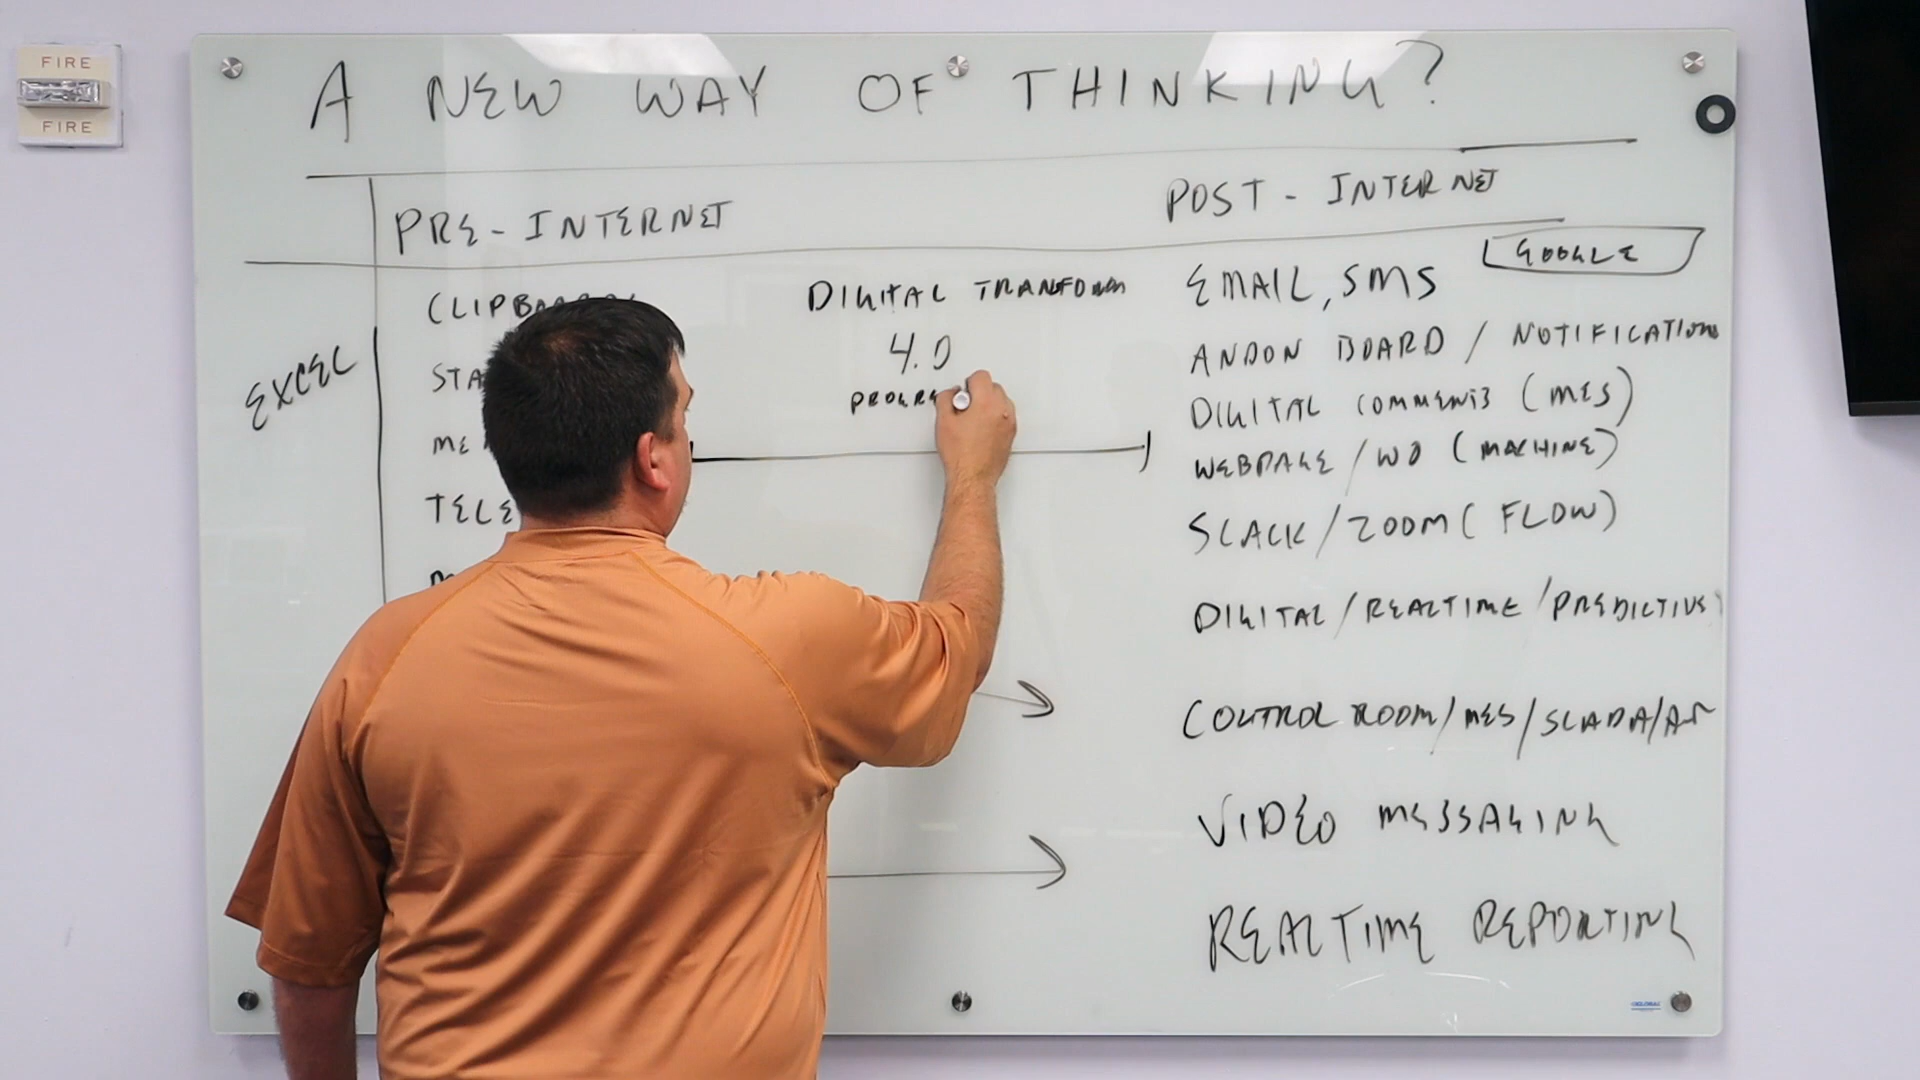 FIRE
FIRE
A NEW WAY OF THINKING?
PRE-INTERNET
POST-INTERNET
GOOGLE
EXCEL
DIGITAL TRANSFORM
4.0
EMAIL, SMS
ANDON BOARD / NOTIFICATIONS
DIGITAL COMMENTS (MES)
WEBPAGE / WO (MACHINE)
TELE
SLACK / ZOOM (FLOW)
DIGITAL / REALTIME / PREDICTIVE
CONTROL ROOM / MES / SCADA /
VIDEO MESSAGING
REALTIME REPORTING